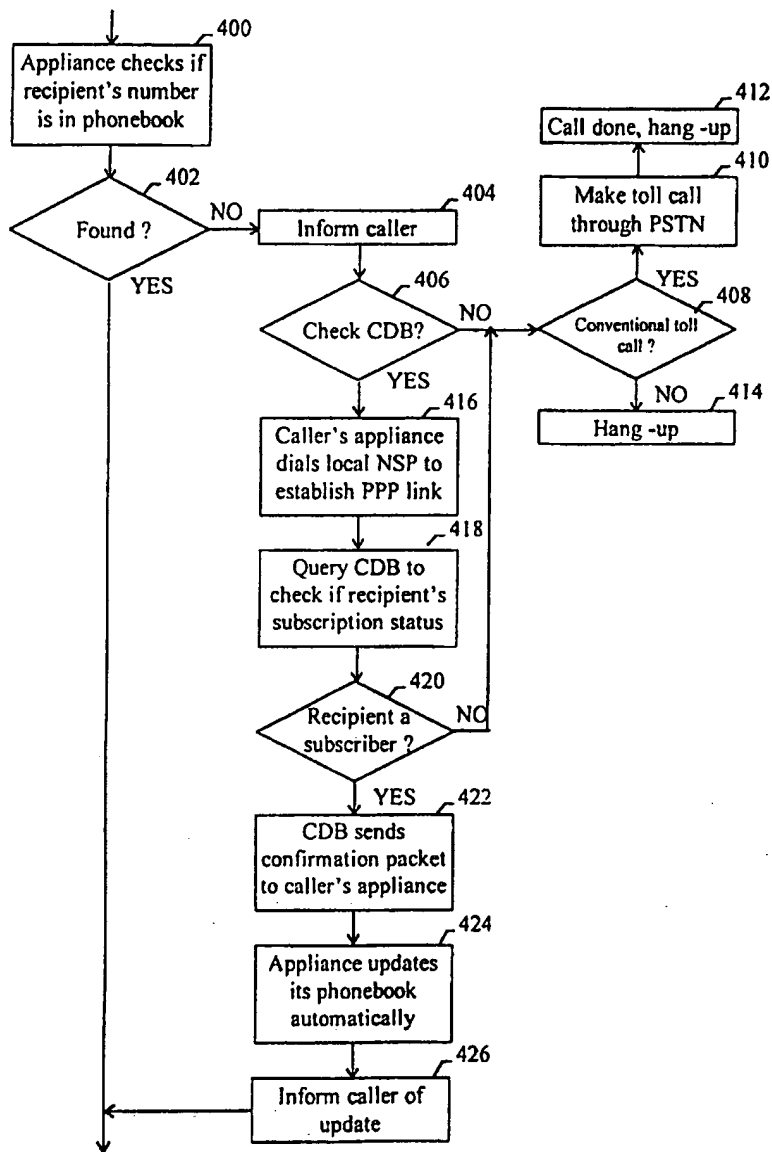 400
Appliance checks if
recipient's number
is in phonebook
402
Found ?
NO
YES
404
Inform caller
406
Check CDB?
NO
YES
408
Conventional toll
call ?
YES
NO
410
Make toll call
through PSTN
412
Call done, hang -up
414
Hang -up
416
Caller's appliance
dials local NSP to
establish PPP link
418
Query CDB to
check if recipient's
subscription status
420
Recipient a
subscriber ?
NO
YES
422
CDB sends
confirmation packet
to caller's appliance
424
Appliance updates
its phonebook
automatically
426
Inform caller of
update